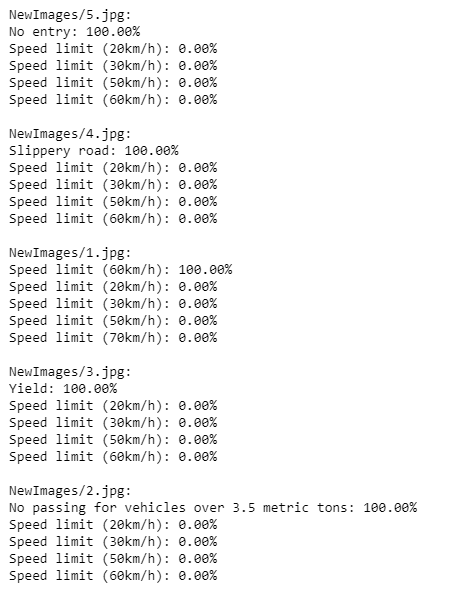 NewImages/5.jpg:
No entry: 100.00%
Speed limit (20km/h): 0.00%
Speed limit (30km/h): 0.00%
Speed limit (50km/h): 0.00%
Speed limit (60km/h): 0.00%

NewImages/4.jpg:
Slippery road: 100.00%
Speed limit (20km/h): 0.00%
Speed limit (30km/h): 0.00%
Speed limit (50km/h): 0.00%
Speed limit (60km/h): 0.00%

NewImages/1.jpg:
Speed limit (60km/h): 100.00%
Speed limit (20km/h): 0.00%
Speed limit (30km/h): 0.00%
Speed limit (50km/h): 0.00%
Speed limit (70km/h): 0.00%

NewImages/3.jpg:
Yield: 100.00%
Speed limit (20km/h): 0.00%
Speed limit (30km/h): 0.00%
Speed limit (50km/h): 0.00%
Speed limit (60km/h): 0.00%

NewImages/2.jpg:
No passing for vehicles over 3.5 metric tons: 100.00%
Speed limit (20km/h): 0.00%
Speed limit (30km/h): 0.00%
Speed limit (50km/h): 0.00%
Speed limit (60km/h): 0.00%